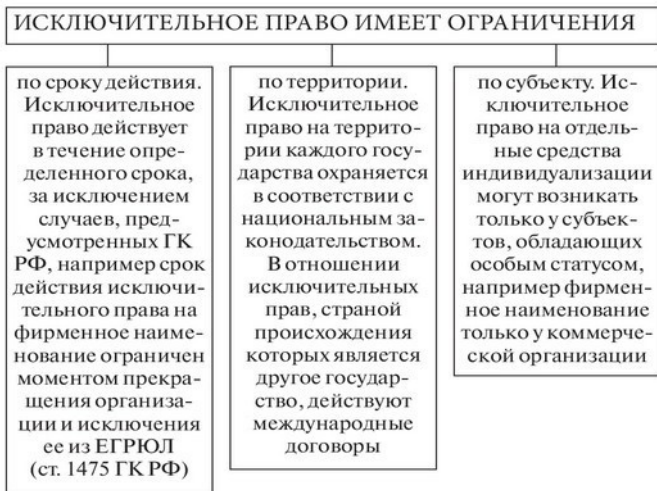 ИСКЛЮЧИТЕЛЬНОЕ ПРАВО ИМЕЕТ ОГРАНИЧЕНИЯ
по сроку действия.
Исключительное
право действует
в течение опре-
деленного срока,
за исключением
случаев, пред-
усмотренных ГК
РФ, например срок
действия исключи-
тельного права на
фирменное наиме-
нование ограничен
моментом прекра-
щения организа-
ции и исключения
ее из ЕГРЮЛ
(ст. 1475 ГК РФ)
по территории.
Исключительное
право на террито-
рии каждого госу-
дарства охраняется
в соответствии с
национальным за-
конодательством.
В отношении
исключительных
прав, страной
происхождения
которых является
другое государ-
ство, действуют
международные
договоры
по субъекту. Ис-
ключительное
право на отдель-
ные средства
индивидуализации
могут возникать
только у субъек-
тов, обладающих
особым статусом,
например фирмен-
ное наименование
только у коммерче-
ской организации